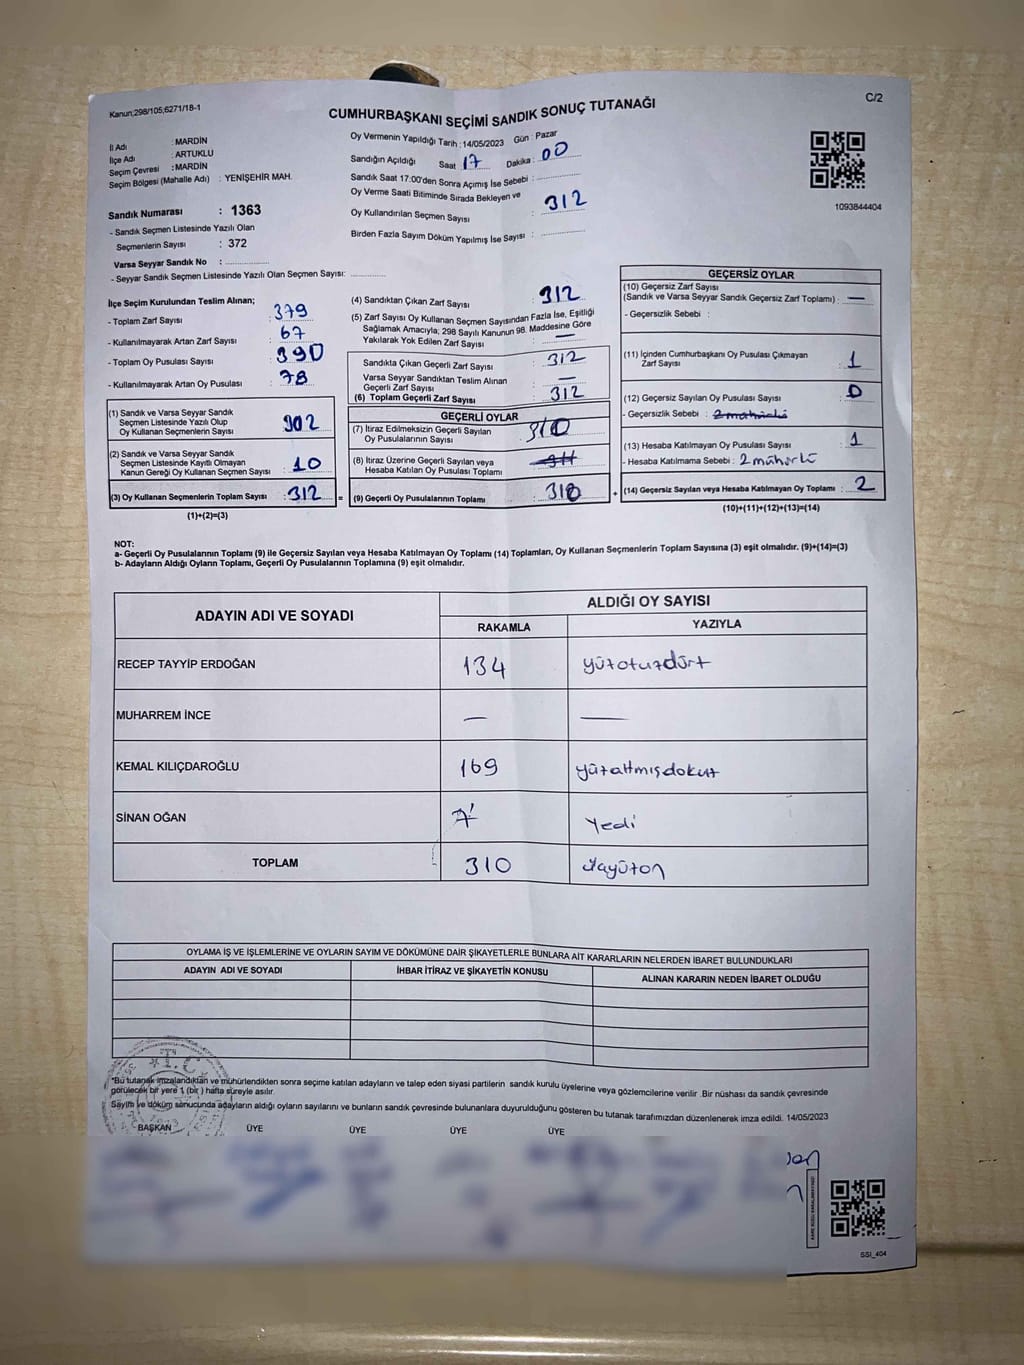 Kanun;298/105;6271/18-1
C/2
CUMHURBAŞKANI SEÇİMİ SANDIK SONUÇ TUTANAĞI
İl Adı : MARDİN
İlçe Adı : ARTUKLU
Seçim Çevresi : MARDİN
Seçim Bölgesi (Mahalle Adı) : YENİŞEHİR MAH.
Sandık Numarası : 1363
- Sandık Seçmen Listesinde Yazılı Olan
Seçmenlerin Sayısı : 372
Varsa Seyyar Sandık No : ............
- Seyyar Sandık Seçmen Listesinde Yazılı Olan Seçmen Sayısı: ............
Oy Vermenin Yapıldığı Tarih : 14/05/2023 Gün : Pazar
Sandığın Açıldığı Saat 17 Dakika : 00
Sandık Saat 17:00'den Sonra Açımış İse Sebebi : ............
Oy Verme Saati Bitiminde Sırada Bekleyen ve
Oy Kullandırılan Seçmen Sayısı : 312
Birden Fazla Sayım Döküm Yapılmış İse Sayısı : ............
1093844404
İlçe Seçim Kurulundan Teslim Alınan;
- Toplam Zarf Sayısı : 379
- Kullanılmayarak Artan Zarf Sayısı : 67
- Toplam Oy Pusulası Sayısı : 390
- Kullanılmayarak Artan Oy Pusulası : 78
(1) Sandık ve Varsa Seyyar Sandık
Seçmen Listesinde Yazılı Olup
Oy Kullanan Seçmenlerin Sayısı : 302
(2) Sandık ve Varsa Seyyar Sandık
Seçmen Listesinde Kayıtlı Olmayan
Kanun Gereği Oy Kullanan Seçmen Sayısı : 10
(3) Oy Kullanan Seçmenlerin Toplam Sayısı : 312 =
(1)+(2)=(3)
(4) Sandıktan Çıkan Zarf Sayısı : 312
(5) Zarf Sayısı Oy Kullanan Seçmen Sayısından Fazla İse, Eşitliği
Sağlamak Amacıyla; 298 Sayılı Kanunun 98. Maddesine Göre
Yakılarak Yok Edilen Zarf Sayısı : —
Sandıkta Çıkan Geçerli Zarf Sayısı : 312
Varsa Seyyar Sandıktan Teslim Alınan
Geçerli Zarf Sayısı : —
(6) Toplam Geçerli Zarf Sayısı : 312
GEÇERLİ OYLAR
(7) İtiraz Edilmeksizin Geçerli Sayılan
Oy Pusulalarının Sayısı : 310
(8) İtiraz Üzerine Geçerli Sayılan veya
Hesaba Katılan Oy Pusulası Toplamı :
(9) Geçerli Oy Pusulalarının Toplamı : 310 +
GEÇERSİZ OYLAR
(10) Geçersiz Zarf Sayısı
(Sandık ve Varsa Seyyar Sandık Geçersiz Zarf Toplamı) : —
- Geçersizlik Sebebi :
(11) İçinden Cumhurbaşkanı Oy Pusulası Çıkmayan
Zarf Sayısı : 1
(12) Geçersiz Sayılan Oy Pusulası Sayısı : 0
- Geçersizlik Sebebi : 2 mühürlü
(13) Hesaba Katılmayan Oy Pusulası Sayısı : 1
- Hesaba Katılmama Sebebi : 2 mühürlü
(14) Geçersiz Sayılan veya Hesaba Katılmayan Oy Toplamı : 2
(10)+(11)+(12)+(13)=(14)
NOT:
a- Geçerli Oy Pusulalarının Toplamı (9) ile Geçersiz Sayılan veya Hesaba Katılmayan Oy Toplamı (14) Toplamları, Oy Kullanan Seçmenlerin Toplam Sayısına (3) eşit olmalıdır. (9)+(14)=(3)
b- Adayların Aldığı Oyların Toplamı, Geçerli Oy Pusulalarının Toplamına (9) eşit olmalıdır.
ADAYIN ADI VE SOYADI
ALDIĞI OY SAYISI
RAKAMLA YAZIYLA
RECEP TAYYİP ERDOĞAN 134 yüzotuzdört
MUHARREM İNCE — —
KEMAL KILIÇDAROĞLU 169 yüzaltmışdokuz
SİNAN OĞAN 7 Yedi
TOPLAM 310 üçyüzon
OYLAMA İŞ VE İŞLEMLERİNE VE OYLARIN SAYIM VE DÖKÜMÜNE DAİR ŞİKAYETLERLE BUNLARA AİT KARARLARIN NELERDEN İBARET BULUNDUKLARI
ADAYIN ADI VE SOYADI İHBAR İTİRAZ VE ŞİKAYETİN KONUSU ALINAN KARARIN NEDEN İBARET OLDUĞU
T.C
*Bu tutanak imzalandıktan ve mühürlendikten sonra seçime katılan adayların ve talep eden siyasi partilerin sandık kurulu üyelerine veya gözlemcilerine verilir .Bir nüshası da sandık çevresinde
görülecek bir yere 1 (bir ) hafta süreyle asılır.
Sayım ve döküm sonucunda adayların aldığı oyların sayılarını ve bunların sandık çevresinde bulunanlara duyurulduğunu gösteren bu tutanak tarafımızdan düzenlenerek imza edildi. 14/05/2023
BAŞKAN ÜYE ÜYE ÜYE ÜYE
SSI_404